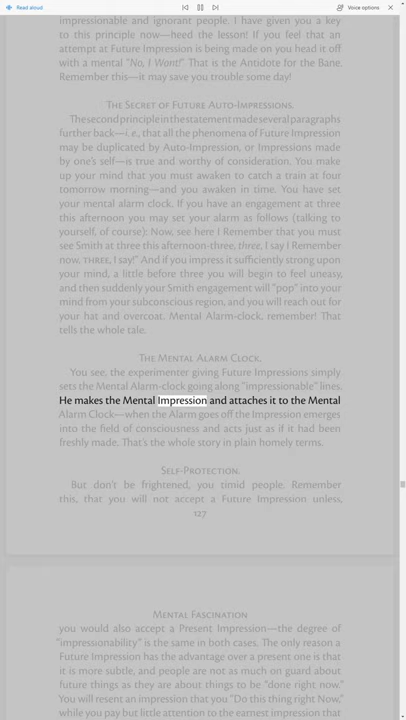 Read aloud
Voice options
impressionable and ignorant people. I have given you a key
to this principle now—heed the lesson! If you feel that an
attempt at Future Impression is being made on you head it off
with a mental "No, I Won't!" That is the Antidote for the Bane.
Remember this—it may save you trouble some day!
The Secret of Future Auto-Impressions.
The second principle in the statement made several paragraphs
further back—i. e., that all the phenomena of Future Impression
may be duplicated by Auto-Impression, or Impressions made
by one's self—is true and worthy of consideration. You make
up your mind that you must awaken to catch a train at four
tomorrow morning—and you awaken in time. You have set
your mental alarm clock. If you have an engagement at three
this afternoon you may set your alarm as follows (talking to
yourself, of course): Now, see here I Remember that you must
see Smith at three this afternoon-three, three, I say I Remember
now, three, I say!" And if you impress it sufficiently strong upon
your mind, a little before three you will begin to feel uneasy,
and then suddenly your Smith engagement will "pop" into your
mind from your subconscious region, and you will reach out for
your hat and overcoat. Mental Alarm-clock, remember! That
tells the whole tale.
The Mental Alarm Clock.
You see, the experimenter giving Future Impressions simply
sets the Mental Alarm-clock going along "impressionable" lines.
He makes the Mental Impression and attaches it to the Mental
Alarm Clock—when the Alarm goes off the Impression emerges
into the field of consciousness and acts just as if it had been
freshly made. That's the whole story in plain homely terms.
Self-Protection.
But don't be frightened, you timid people. Remember
this, that you will not accept a Future Impression unless,
127
Mental Fascination
you would also accept a Present Impression—the degree of
"impressionability" is the same in both cases. The only reason a
Future Impression has the advantage over a present one is that
it is more subtle, and people are not as much on guard about
future things as they are about things to be "done right now."
You will resent an impression that you "Do this thing right Now,"
while you pay but little attention to the earnest impression that